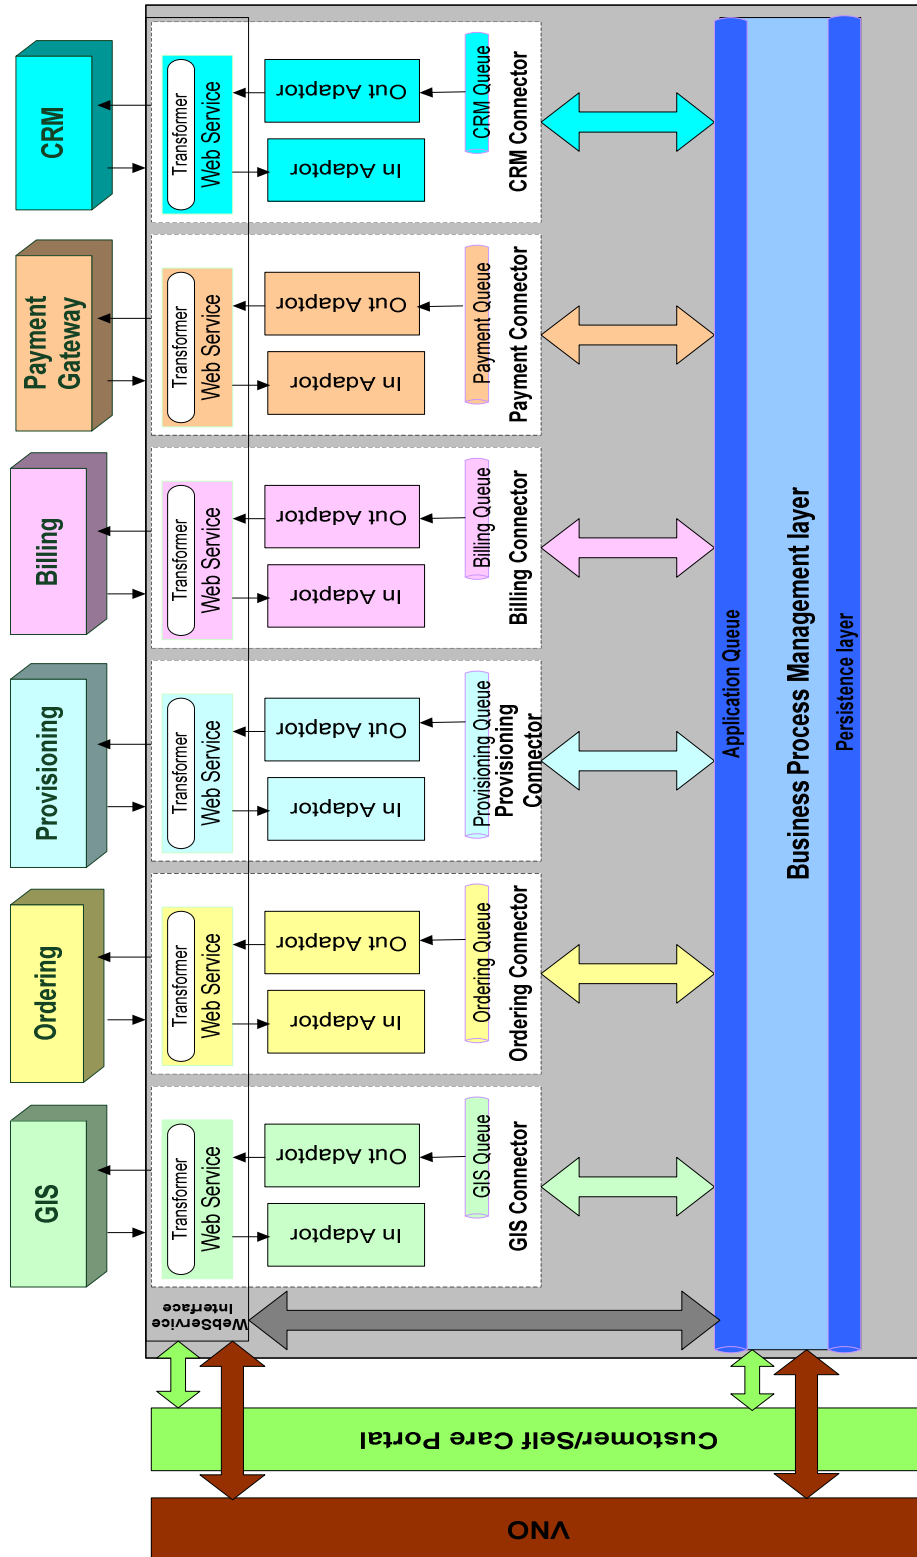 CRM
Transformer
Web Service
Out Adaptor
In Adaptor
CRM Queue
CRM Connector
Payment
Gateway
Transformer
Web Service
Out Adaptor
In Adaptor
Payment Queue
Payment Connector
Billing
Transformer
Web Service
Out Adaptor
In Adaptor
Billing Queue
Billing Connector
Provisioning
Transformer
Web Service
Out Adaptor
In Adaptor
Provisioning Queue
Provisioning
Connector
Ordering
Transformer
Web Service
Out Adaptor
In Adaptor
Ordering Queue
Ordering Connector
GIS
Transformer
Web Service
Out Adaptor
In Adaptor
GIS Queue
GIS Connector
WebService
Interface
Application Queue
Business Process Management layer
Persistence layer
Customer/Self Care Portal
VNO